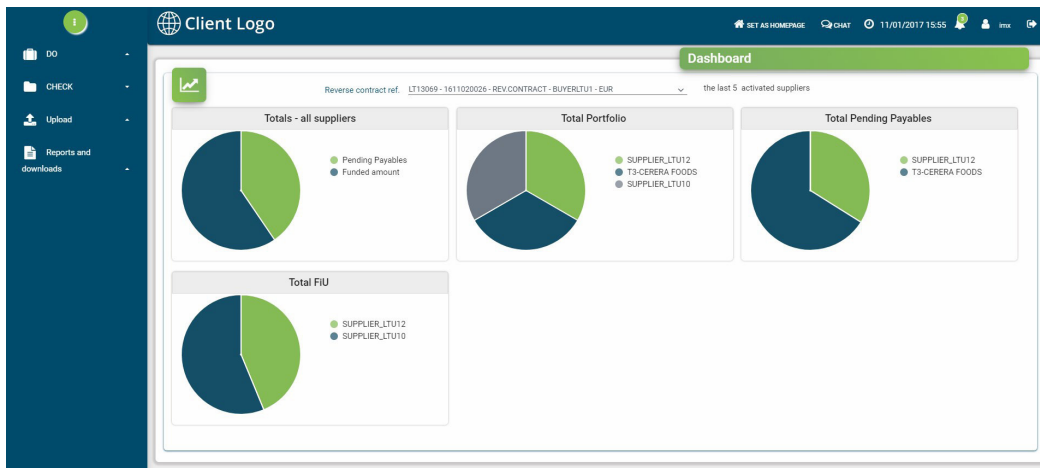 Client Logo
SET AS HOMEPAGE
CHAT
11/01/2017 15:55
imx
DO
CHECK
Upload
Reports and
downloads
Dashboard
Reverse contract ref. LT13069 - 1611020026 - REV.CONTRACT - BUYERLTU1 - EUR the last 5 activated suppliers
Totals - all suppliers
Pending Payables
Funded amount
Total Portfolio
SUPPLIER_LTU12
T3-CERERA FOODS
SUPPLIER_LTU10
Total Pending Payables
SUPPLIER_LTU12
T3-CERERA FOODS
Total FiU
SUPPLIER_LTU12
SUPPLIER_LTU10